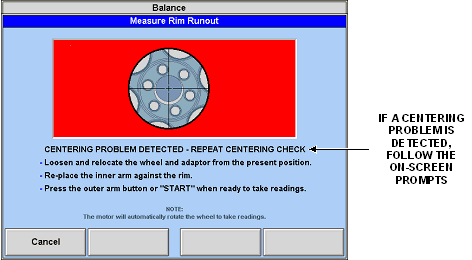 Balance
Measure Rim Runout
CENTERING PROBLEM DETECTED - REPEAT CENTERING CHECK
- Loosen and relocate the wheel and adaptor from the present position.
- Re-place the inner arm against the rim.
- Press the outer arm button or "START" when ready to take readings.
NOTE:
The motor will automatically rotate the wheel to take readings.
Cancel
IF A CENTERING
PROBLEM IS
DETECTED,
FOLLOW THE
ON-SCREEN
PROMPTS